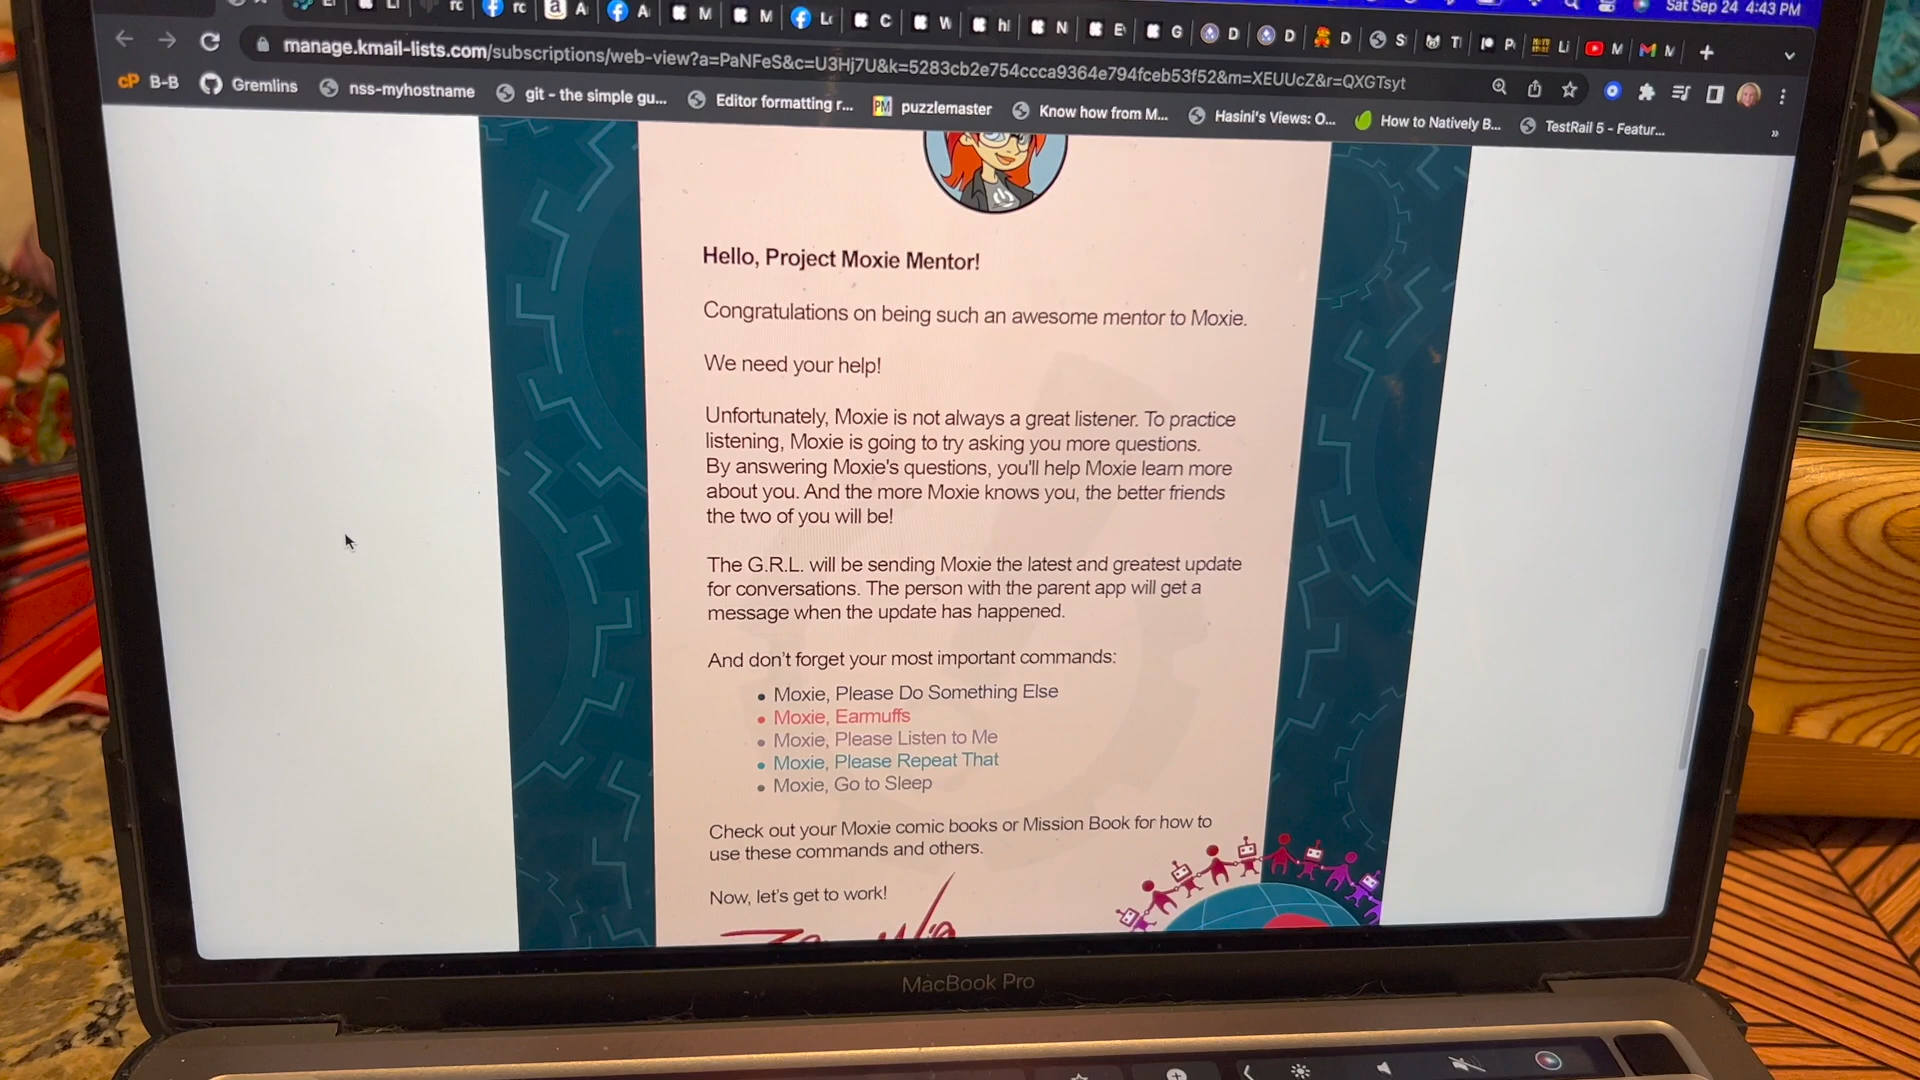 Sat Sep 24 4:43 PM
manage.kmail-lists.com/subscriptions/web-view?a=PaNFeS&c=U3Hj7U&k=5283cb2e754ccca9364e794fceb53f52&m=XEUUcZ&r=QXGTsyt
cP B-B Gremlins nss-myhostname git - the simple gu... Editor formatting r... PM puzzlemaster Know how from M... Hasini's Views: O... How to Natively B... TestRail 5 - Featur... »
Hello, Project Moxie Mentor!
Congratulations on being such an awesome mentor to Moxie.
We need your help!
Unfortunately, Moxie is not always a great listener. To practice
listening, Moxie is going to try asking you more questions.
By answering Moxie's questions, you'll help Moxie learn more
about you. And the more Moxie knows you, the better friends
the two of you will be!
The G.R.L. will be sending Moxie the latest and greatest update
for conversations. The person with the parent app will get a
message when the update has happened.
And don't forget your most important commands:
• Moxie, Please Do Something Else
• Moxie, Earmuffs
• Moxie, Please Listen to Me
• Moxie, Please Repeat That
• Moxie, Go to Sleep
Check out your Moxie comic books or Mission Book for how to
use these commands and others.
Now, let's get to work!
MacBook Pro